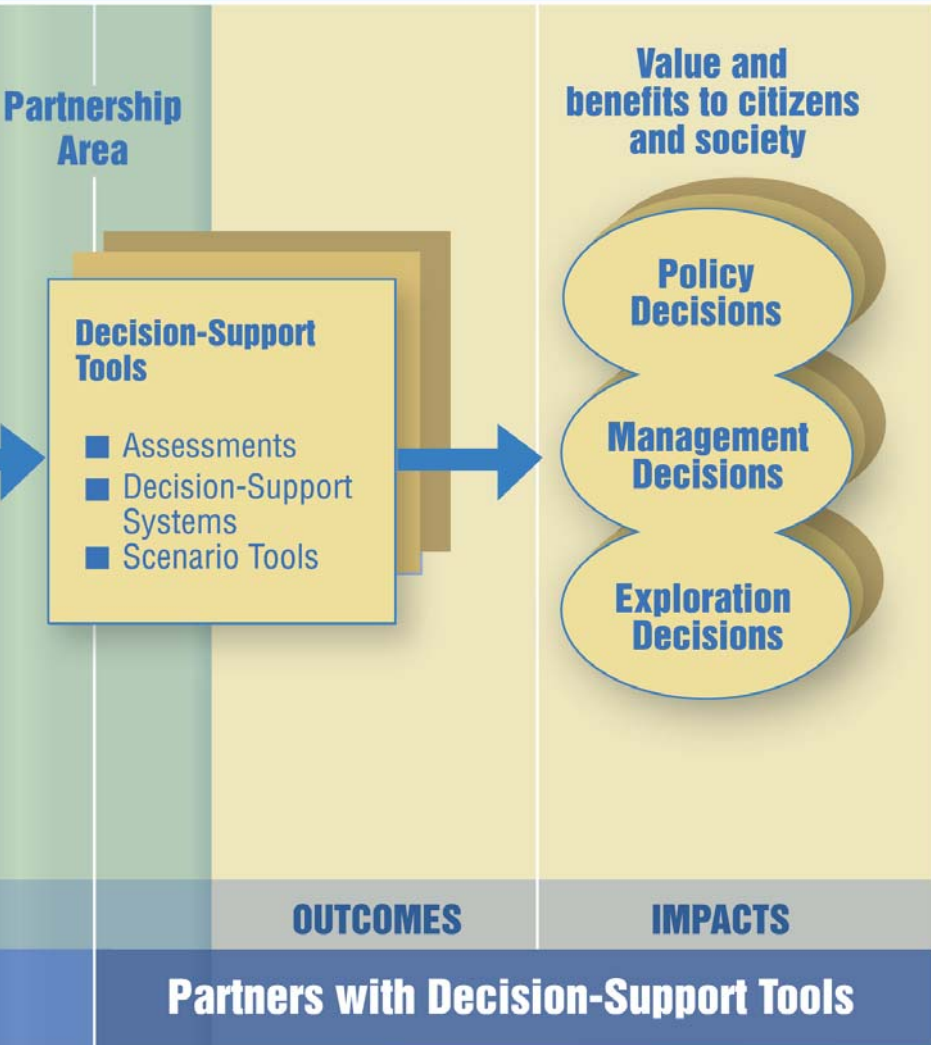 Partnership
Area
Value and
benefits to citizens
and society
Decision-Support
Tools
■ Assessments
■ Decision-Support
Systems
■ Scenario Tools
Policy
Decisions
Management
Decisions
Exploration
Decisions
OUTCOMES
IMPACTS
Partners with Decision-Support Tools